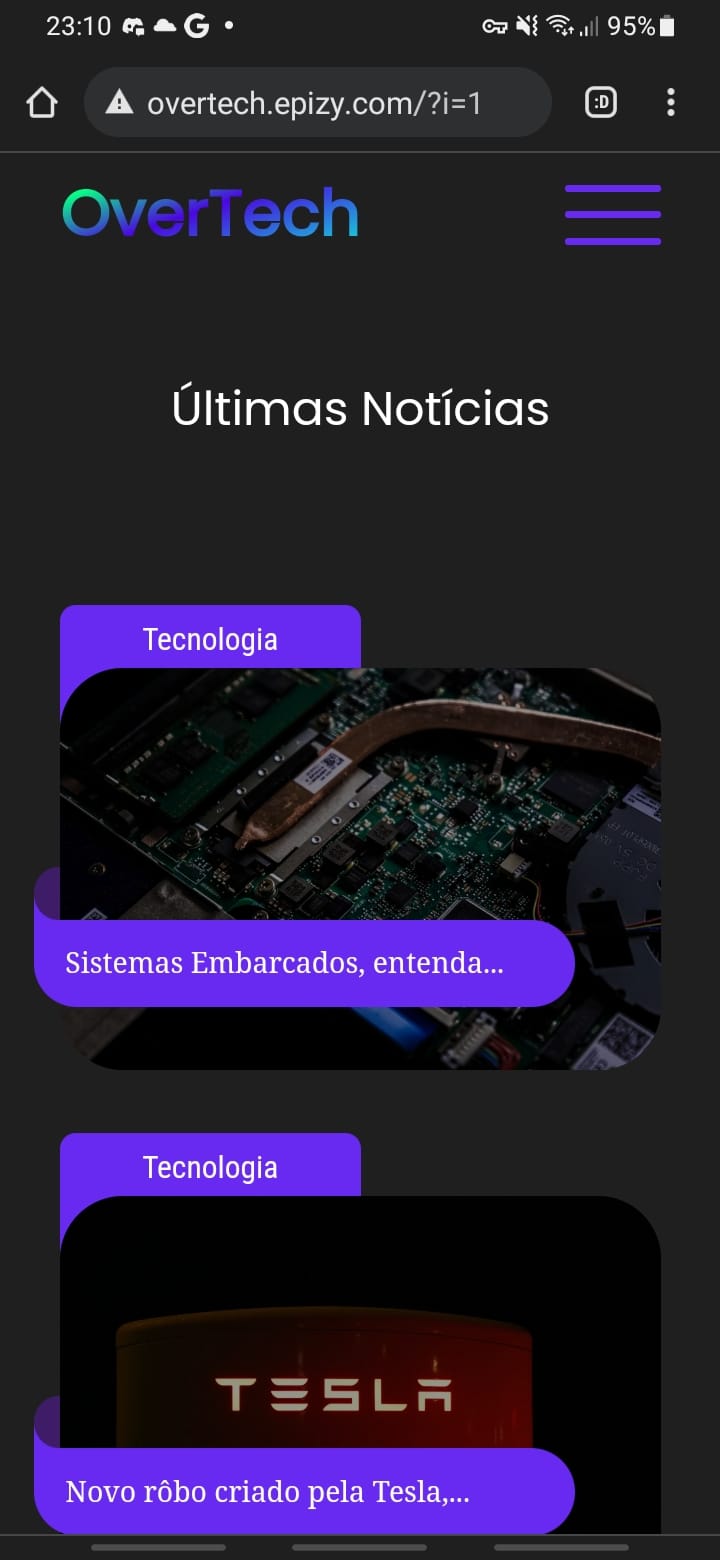 23:10
95%
overtech.epizy.com/?i=1
:D
OverTech
Últimas Notícias
Tecnologia
Sistemas Embarcados, entenda...
Tecnologia
TESLA
Novo rôbo criado pela Tesla,...